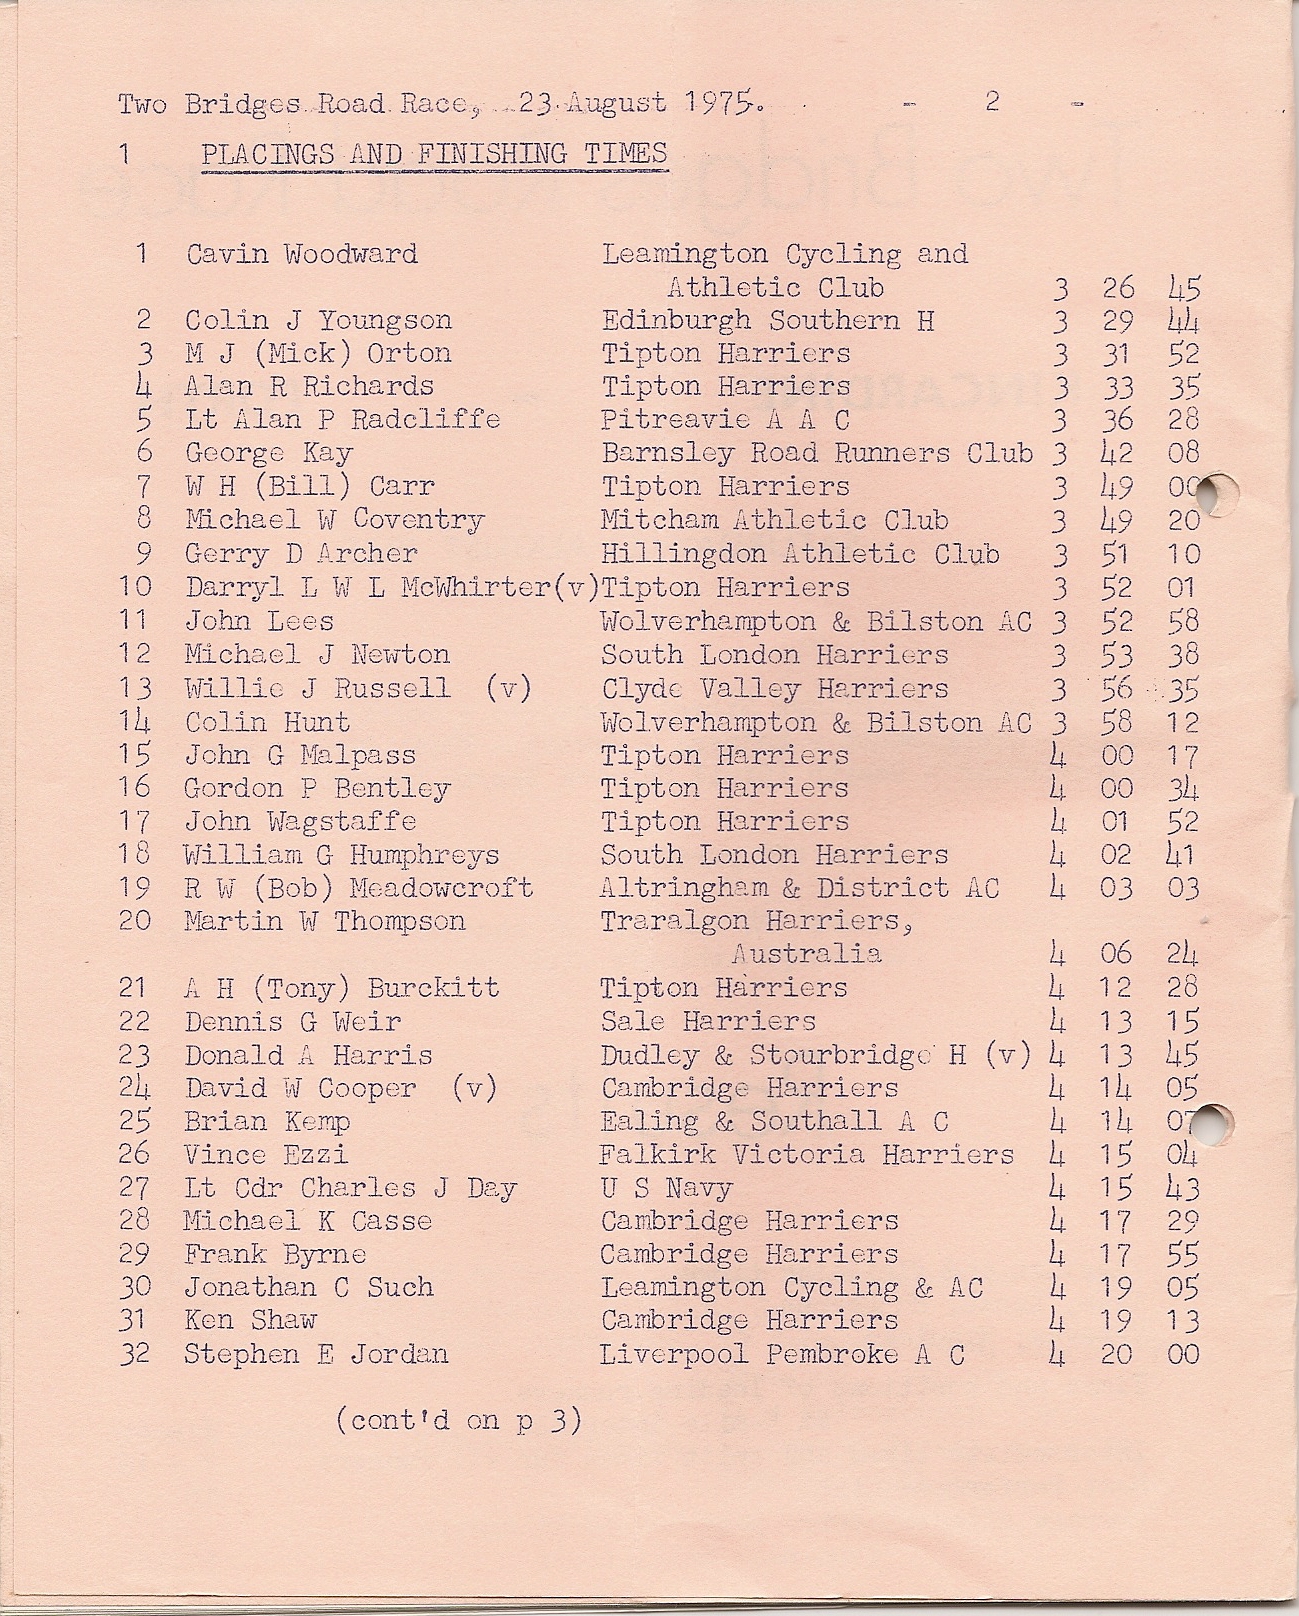 Two Bridges Road Race, 23 August 1975. - 2 -
1 PLACINGS AND FINISHING TIMES
1 Cavin Woodward Leamington Cycling and
Athletic Club 3 26 45
2 Colin J Youngson Edinburgh Southern H 3 29 44
3 M J (Mick) Orton Tipton Harriers 3 31 52
4 Alan R Richards Tipton Harriers 3 33 35
5 Lt Alan P Radcliffe Pitreavie A A C 3 36 28
6 George Kay Barnsley Road Runners Club 3 42 08
7 W H (Bill) Carr Tipton Harriers 3 49 00
8 Michael W Coventry Mitcham Athletic Club 3 49 20
9 Gerry D Archer Hillingdon Athletic Club 3 51 10
10 Darryl L W L McWhirter(v)Tipton Harriers 3 52 01
11 John Lees Wolverhampton & Bilston AC 3 52 58
12 Michael J Newton South London Harriers 3 53 38
13 Willie J Russell (v) Clyde Valley Harriers 3 56 35
14 Colin Hunt Wolverhampton & Bilston AC 3 58 12
15 John G Malpass Tipton Harriers 4 00 17
16 Gordon P Bentley Tipton Harriers 4 00 34
17 John Wagstaffe Tipton Harriers 4 01 52
18 William G Humphreys South London Harriers 4 02 41
19 R W (Bob) Meadowcroft Altringham & District AC 4 03 03
20 Martin W Thompson Traralgon Harriers,
Australia 4 06 24
21 A H (Tony) Burckitt Tipton Harriers 4 12 28
22 Dennis G Weir Sale Harriers 4 13 15
23 Donald A Harris Dudley & Stourbridge H (v) 4 13 45
24 David W Cooper (v) Cambridge Harriers 4 14 05
25 Brian Kemp Ealing & Southall A C 4 14 07
26 Vince Ezzi Falkirk Victoria Harriers 4 15 04
27 Lt Cdr Charles J Day U S Navy 4 15 43
28 Michael K Casse Cambridge Harriers 4 17 29
29 Frank Byrne Cambridge Harriers 4 17 55
30 Jonathan C Such Leamington Cycling & AC 4 19 05
31 Ken Shaw Cambridge Harriers 4 19 13
32 Stephen E Jordan Liverpool Pembroke A C 4 20 00
(cont'd on p 3)